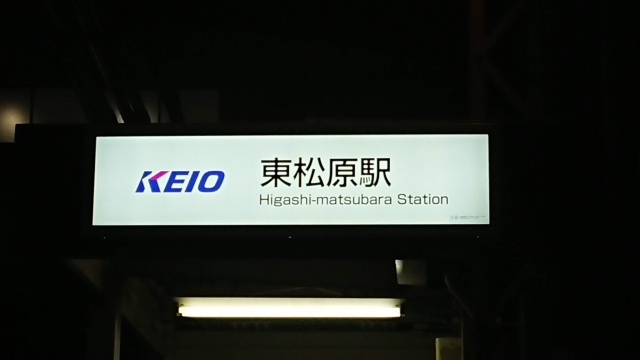 KEIO
東松原駅
Higashi-matsubara Station